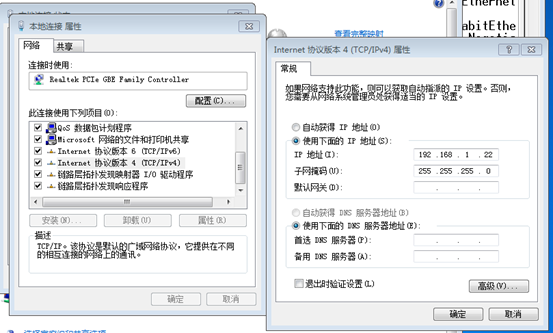 查看完整映射
本地连接 属性
网络
共享
连接时使用:
Realtek PCIe GBE Family Controller
配置(C)...
此连接使用下列项目(O):
QoS 数据包计划程序
Microsoft 网络的文件和打印机共享
Internet 协议版本 6 (TCP/IPv6)
Internet 协议版本 4 (TCP/IPv4)
链路层拓扑发现映射器 I/O 驱动程序
链路层拓扑发现响应程序
安装(N)...
卸载(U)
属性(R)
描述
TCP/IP。该协议是默认的广域网络协议，它提供在不同
的相互连接的网络上的通讯。
确定
取消
Internet 协议版本 4 (TCP/IPv4) 属性
常规
如果网络支持此功能，则可以获取自动指派的 IP 设置。否则，
您需要从网络系统管理员处获得适当的 IP 设置。
自动获得 IP 地址(O)
使用下面的 IP 地址(S):
IP 地址(I):
192 .168 . 1 . 22
子网掩码(U):
255 .255 .255 . 0
默认网关(D):
自动获得 DNS 服务器地址(B)
使用下面的 DNS 服务器地址(E):
首选 DNS 服务器(P):
备用 DNS 服务器(A):
退出时验证设置(L)
高级(V)...
确定
取消